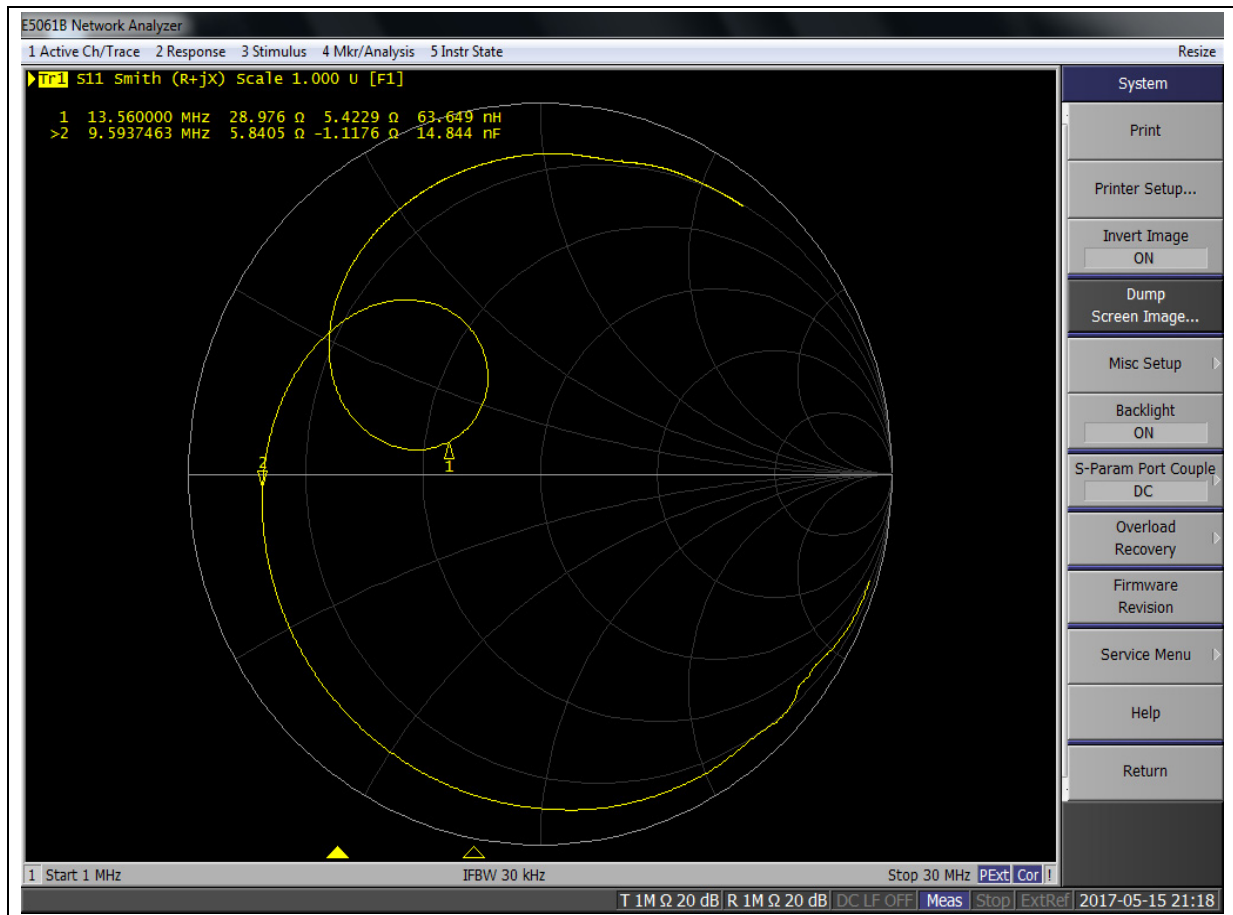 E5061B Network Analyzer
1 Active Ch/Trace 2 Response 3 Stimulus 4 Mkr/Analysis 5 Instr State Resize
Tr1 S11 Smith (R+jX) Scale 1.000 U [F1]
1 13.560000 MHz 28.976 Ω 5.4229 Ω 63.649 nH
>2 9.5937463 MHz 5.8405 Ω -1.1176 Ω 14.844 nF
2
1
System
Print
Printer Setup...
Invert Image
ON
Dump
Screen Image...
Misc Setup
Backlight
ON
S-Param Port Couple
DC
Overload
Recovery
Firmware
Revision
Service Menu
Help
Return
1 Start 1 MHz IFBW 30 kHz Stop 30 MHz PExt Cor !
T 1M Ω 20 dB R 1M Ω 20 dB DC LF OFF Meas Stop ExtRef 2017-05-15 21:18